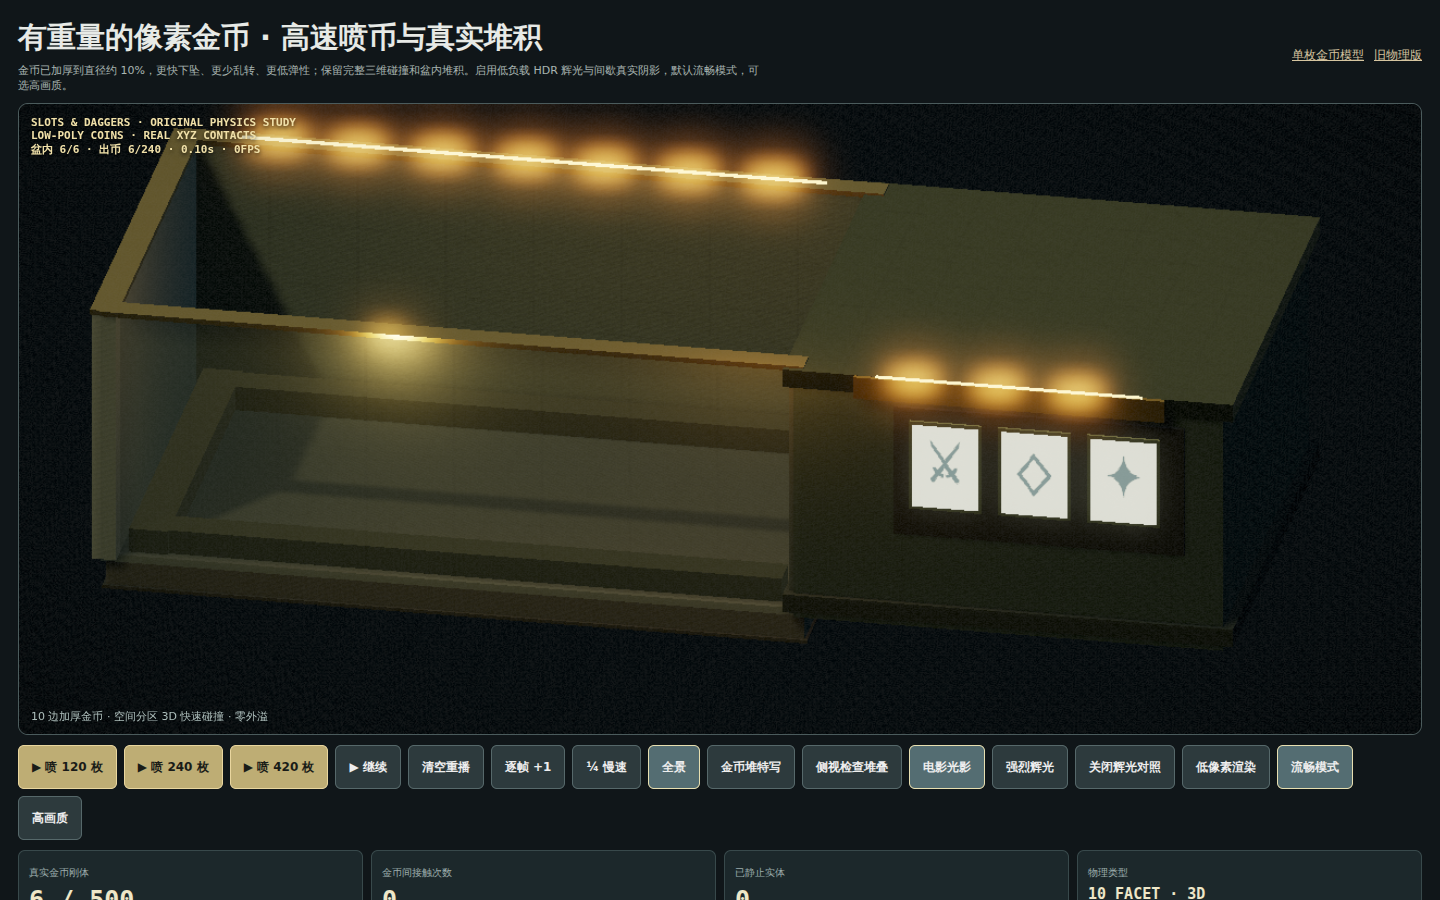 有重量的像素金币 · 高速喷币与真实堆积
金币已加厚到直径约 10%，更快下坠、更少乱转、更低弹性；保留完整三维碰撞和盆内堆积。启用低负载 HDR 辉光与间歇真实阴影，默认流畅模式，可
选高画质。
单枚金币模型 旧物理版
SLOTS & DAGGERS · ORIGINAL PHYSICS STUDY
LOW-POLY COINS · REAL XYZ CONTACTS
盆内 6/6 · 出币 6/240 · 0.10s · 0FPS
10 边加厚金币 · 空间分区 3D 快速碰撞 · 零外溢
▶ 喷 120 枚 ▶ 喷 240 枚 ▶ 喷 420 枚 ▶ 继续 清空重播 逐帧 +1 ¼ 慢速 全景 金币堆特写 侧视检查堆叠 电影光影 强烈辉光 关闭辉光对照 低像素渲染 流畅模式
高画质
真实金币刚体 金币间接触次数 已静止实体 物理类型
6 / 500 0 0 10 FACET · 3D